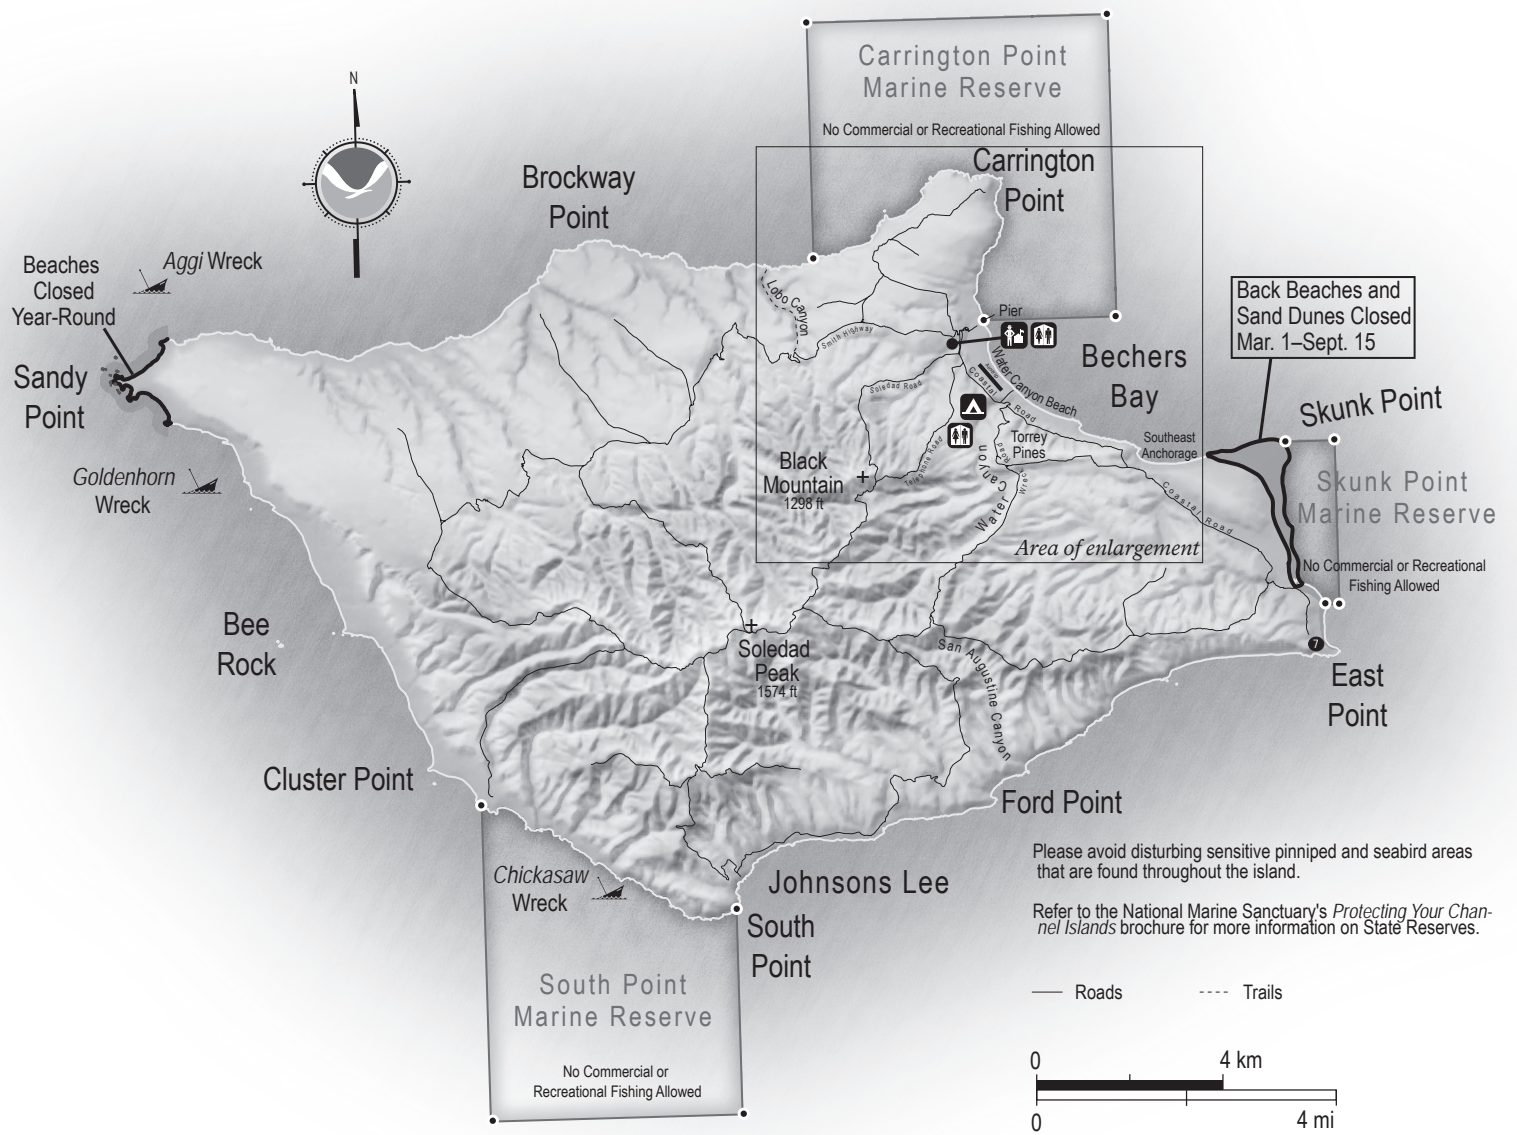 Carrington Point
Marine Reserve
No Commercial or Recreational Fishing Allowed
N
Carrington
Point
Brockway
Point
Aggi Wreck
Beaches
Closed
Year-Round
Sandy
Point
Goldenhorn
Wreck
Lobo Canyon
Smith Highway
Soledad Road
Pier
Water Canyon Beach
Coastal Road
Bechers
Bay
Back Beaches and
Sand Dunes Closed
Mar. 1–Sept. 15
Skunk Point
Southeast
Anchorage
Torrey
Pines
Telephone Road
Wreck Road
Water Canyon
Black
Mountain
1298 ft
Coastal Road
Area of enlargement
Skunk Point
Marine Reserve
No Commercial or Recreational
Fishing Allowed
7
East
Point
Bee
Rock
Soledad
Peak
1574 ft
San Augustine Canyon
Cluster Point
Ford Point
Chickasaw
Wreck
Johnsons Lee
South
Point
South Point
Marine Reserve
No Commercial or
Recreational Fishing Allowed
Please avoid disturbing sensitive pinniped and seabird areas
that are found throughout the island.
Refer to the National Marine Sanctuary's Protecting Your Chan-
nel Islands brochure for more information on State Reserves.
Roads
Trails
0 4 km
0 4 mi